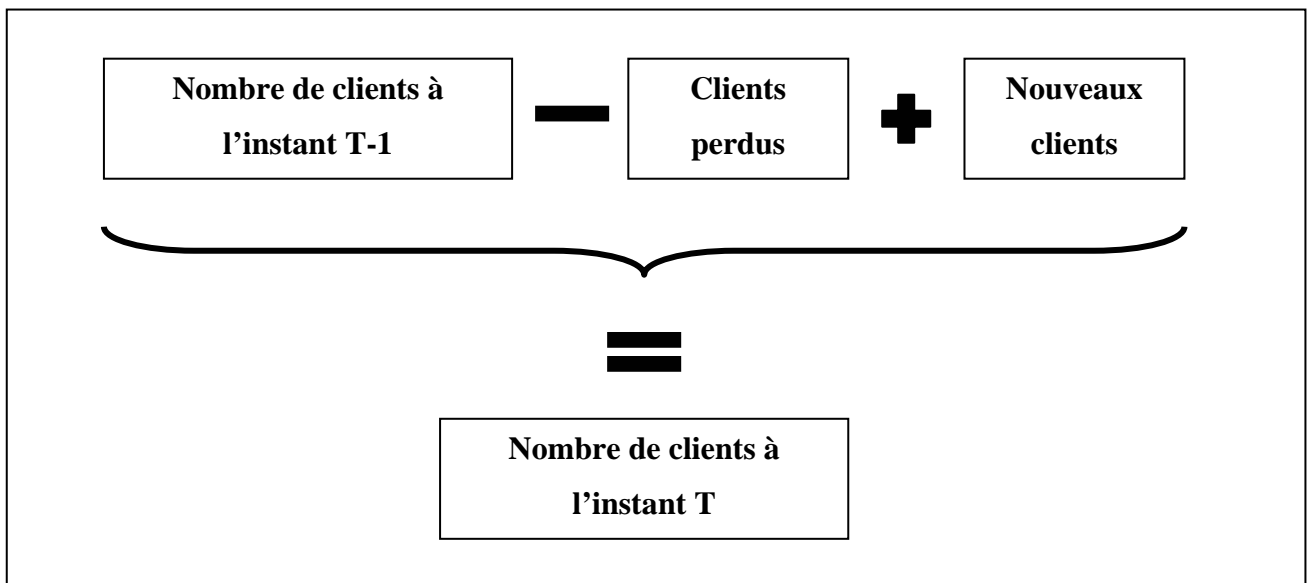 Nombre de clients à
l’instant T-1
Clients
perdus
Nouveaux
clients
Nombre de clients à
l’instant T